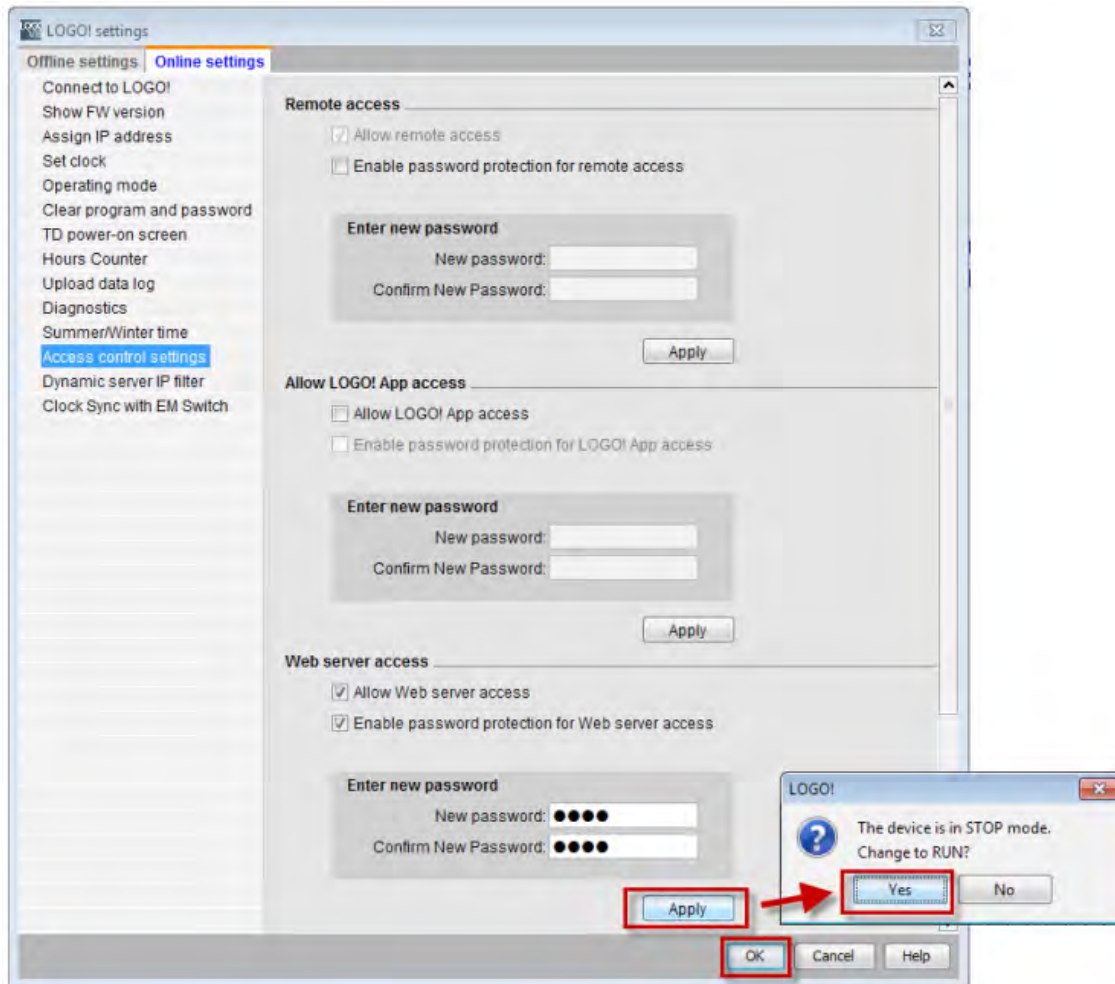 LOGO! settings
Offline settings
Online settings
Connect to LOGO!
Show FW version
Assign IP address
Set clock
Operating mode
Clear program and password
TD power-on screen
Hours Counter
Upload data log
Diagnostics
Summer/Winter time
Access control settings
Dynamic server IP filter
Clock Sync with EM Switch
Remote access
Allow remote access
Enable password protection for remote access
Enter new password
New password:
Confirm New Password:
Apply
Allow LOGO! App access
Allow LOGO! App access
Enable password protection for LOGO! App access
Enter new password
New password:
Confirm New Password:
Apply
Web server access
Allow Web server access
Enable password protection for Web server access
Enter new password
New password: ●●●●
Confirm New Password: ●●●●
Apply
LOGO!
The device is in STOP mode.
Change to RUN?
Yes
No
OK
Cancel
Help